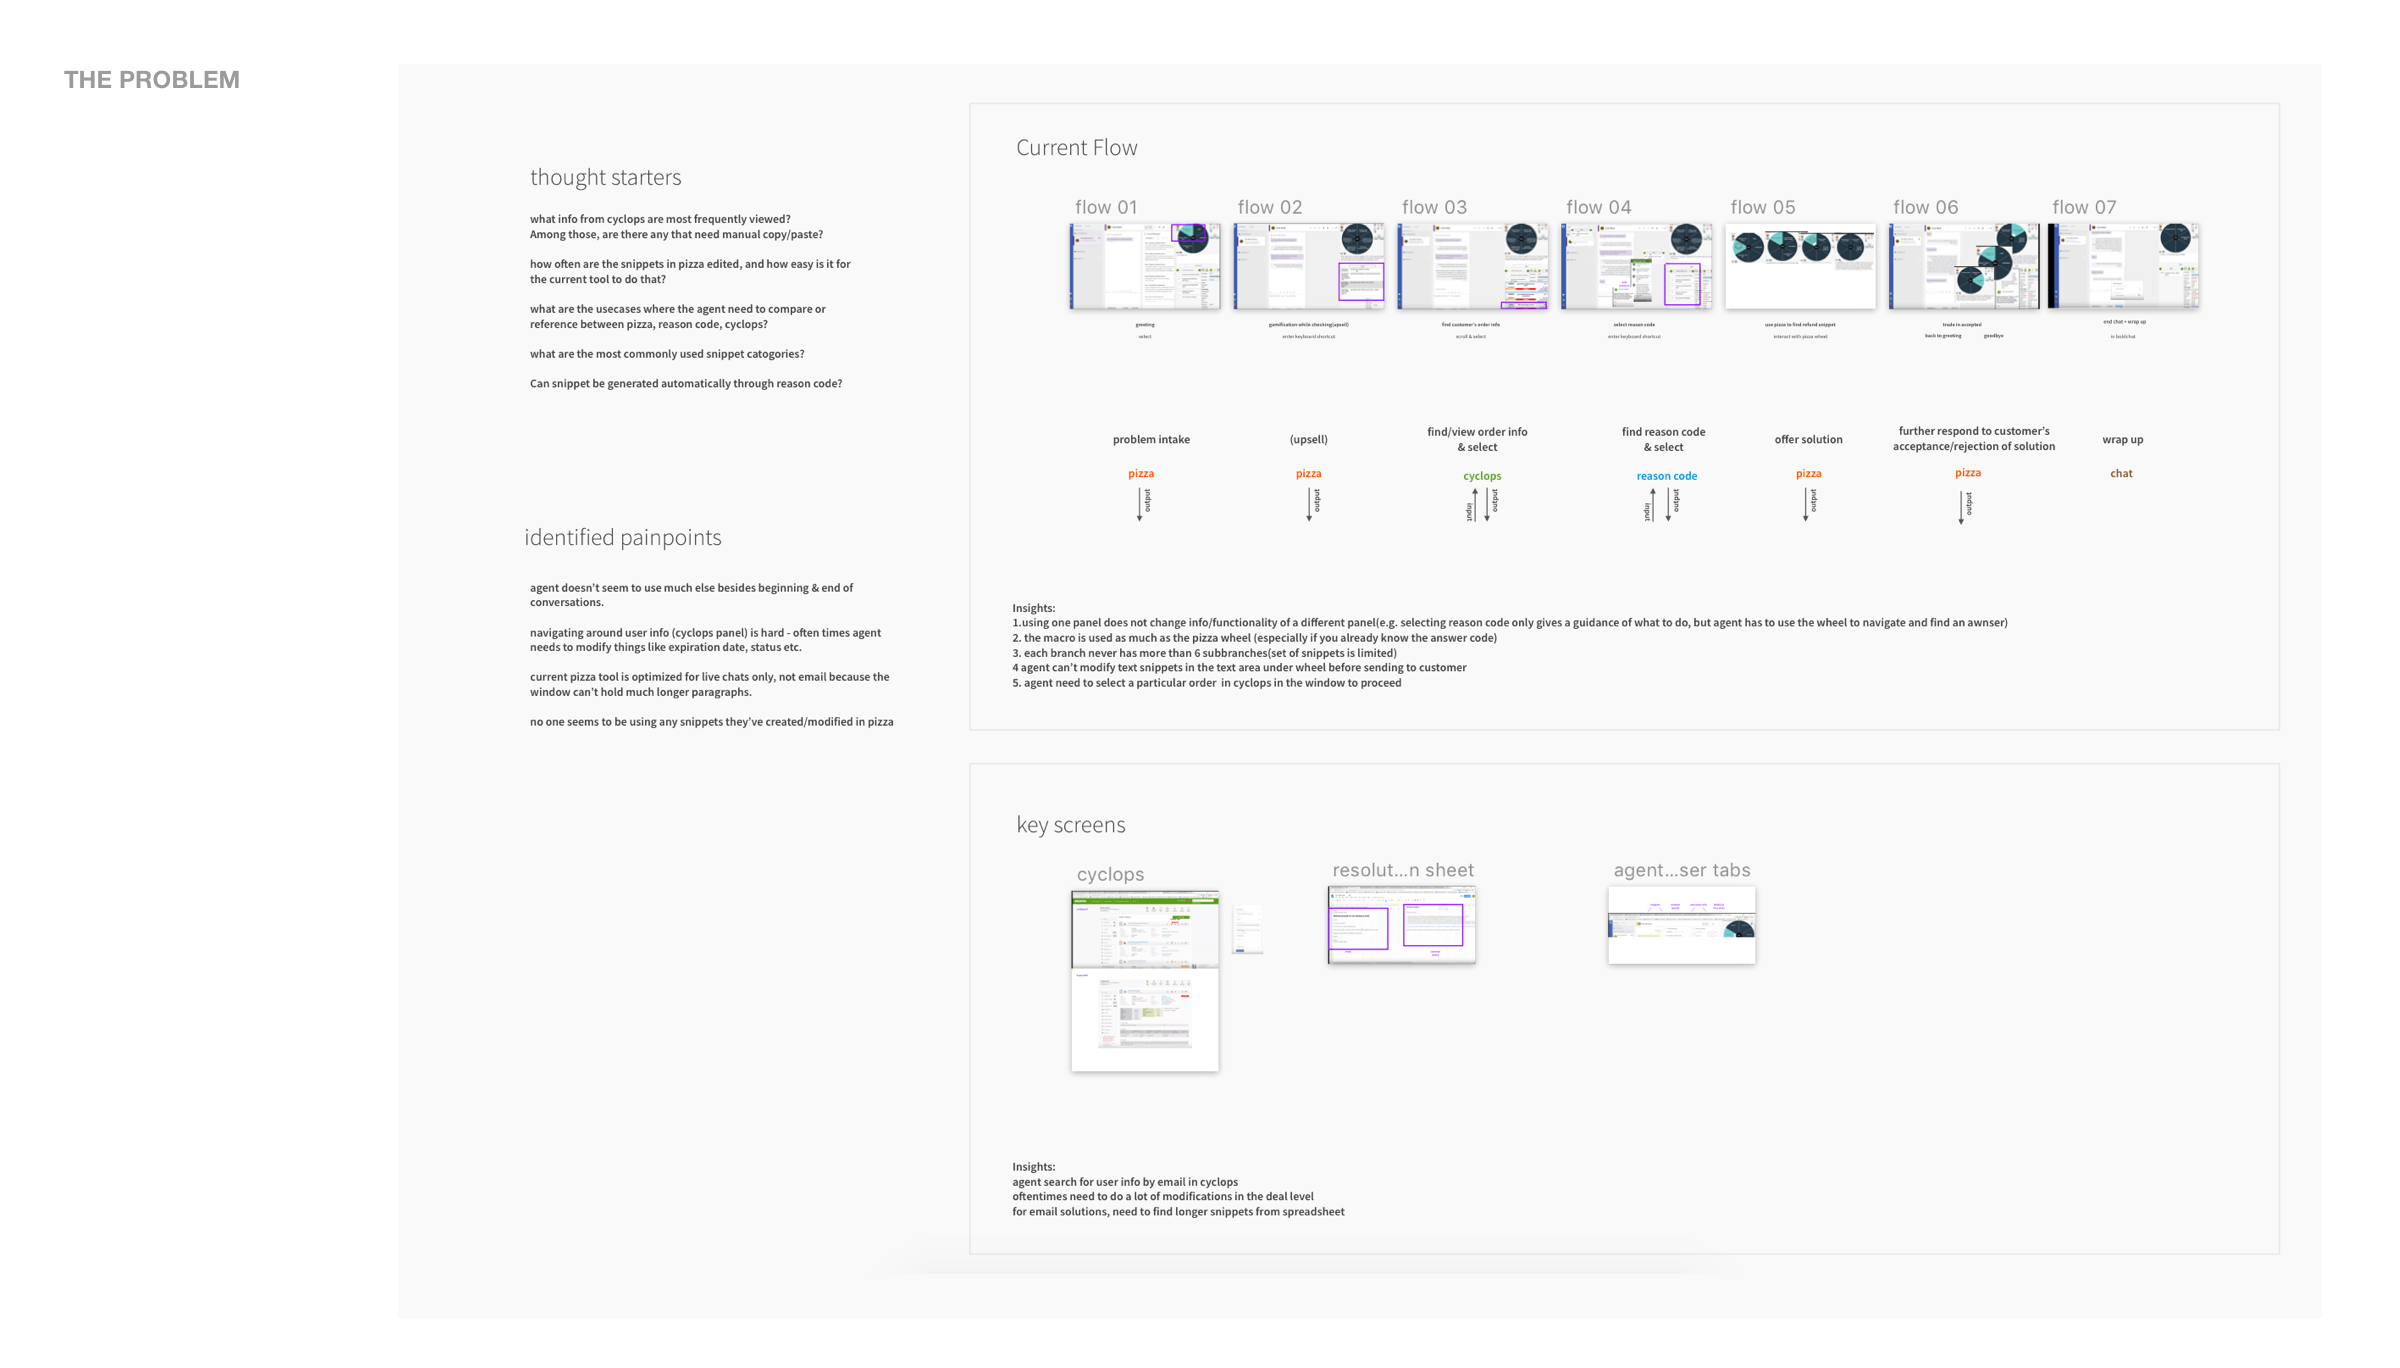 THE PROBLEM
thought starters
what info from cyclops are most frequently viewed?
Among those, are there any that need manual copy/paste?
how often are the snippets in pizza edited, and how easy is it for
the current tool to do that?
what are the usecases where the agent need to compare or
reference between pizza, reason code, cyclops?
what are the most commonly used snippet catogories?
Can snippet be generated automatically through reason code?
identified painpoints
agent doesn't seem to use much else besides beginning & end of
conversations.
navigating around user info (cyclops panel) is hard - often times agent
needs to modify things like expiration date, status etc.
current pizza tool is optimized for live chats only, not email because the
window can't hold much longer paragraphs.
no one seems to be using any snippets they've created/modified in pizza
Current Flow
flow 01
flow 02
flow 03
flow 04
flow 05
flow 06
flow 07
greeting
select
gamification while checking(upsell)
enter keyboard shortcut
find customer's order info
scroll & select
select reason code
enter keyboard shortcut
use pizza to find refund snippet
interact with pizza wheel
trade in accepted
back to greeting
goodbye
end chat + wrap up
problem intake
pizza
output
(upsell)
pizza
output
find/view order info
& select
cyclops
input
output
find reason code
& select
reason code
input
output
offer solution
pizza
output
further respond to customer's
acceptance/rejection of solution
pizza
output
wrap up
chat
Insights:
1.using one panel does not change info/functionality of a different panel(e.g. selecting reason code only gives a guidance of what to do, but agent has to use the wheel to navigate and find an awnser)
2. the macro is used as much as the pizza wheel (especially if you already know the answer code)
3. each branch never has more than 6 subbranches(set of snippets is limited)
4 agent can't modify text snippets in the text area under wheel before sending to customer
5. agent need to select a particular order in cyclops in the window to proceed
key screens
cyclops
resolut...n sheet
agent...ser tabs
Insights:
agent search for user info by email in cyclops
oftentimes need to do a lot of modifications in the deal level
for email solutions, need to find longer snippets from spreadsheet